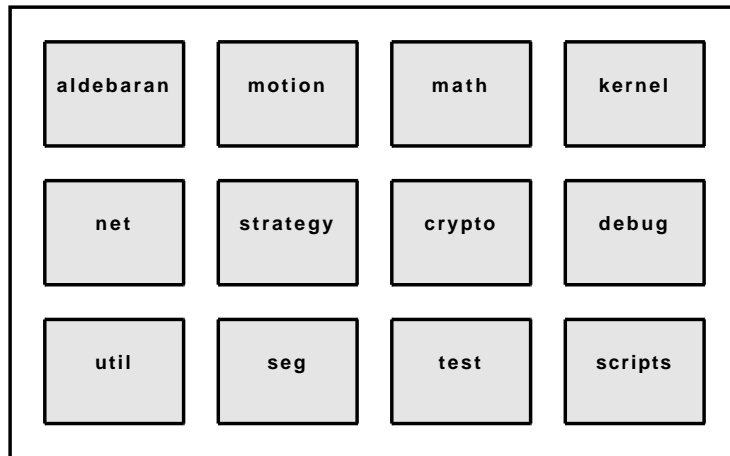 aldebaran motion math kernel
net strategy crypto debug
util seg test scripts